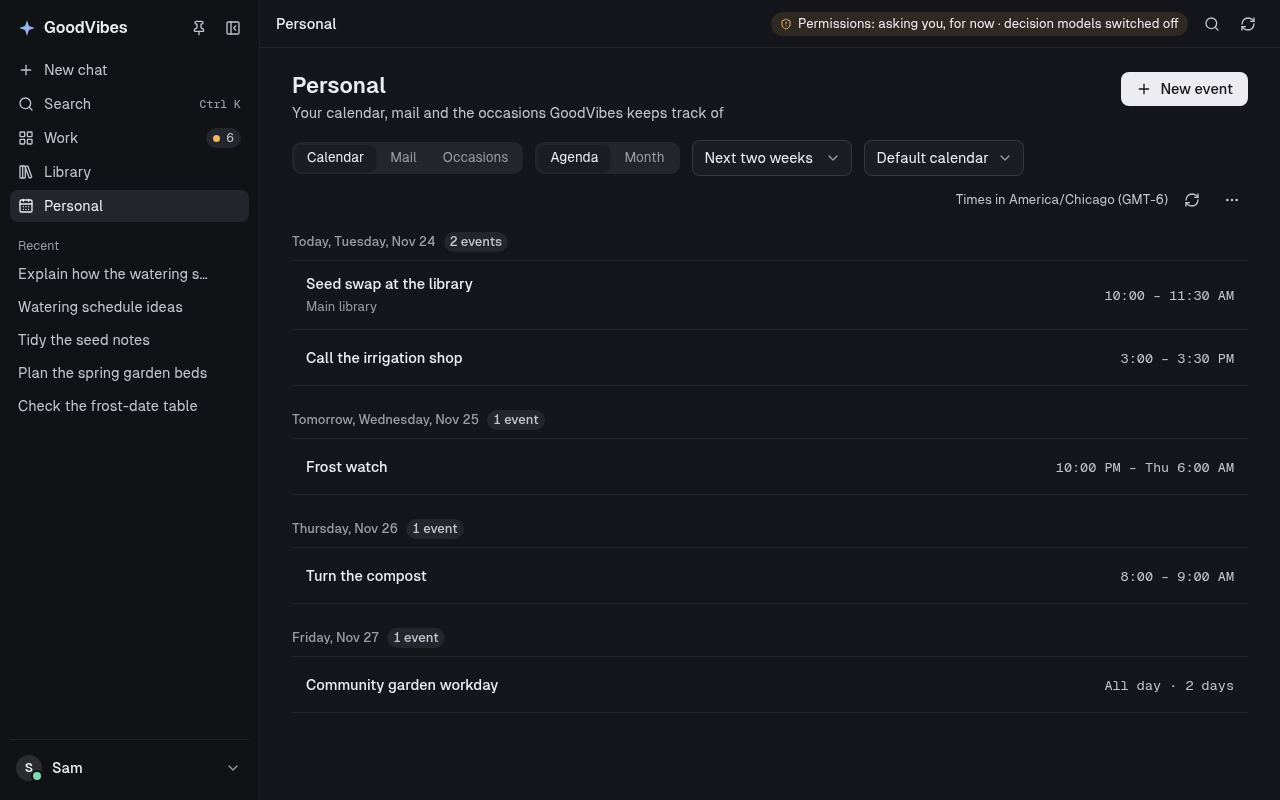 GoodVibes
New chat
Search Ctrl K
Work 6
Library
Personal
Recent
Explain how the watering s…
Watering schedule ideas
Tidy the seed notes
Plan the spring garden beds
Check the frost-date table
S Sam
Personal
Permissions: asking you, for now · decision models switched off
Personal
Your calendar, mail and the occasions GoodVibes keeps track of
New event
Calendar Mail Occasions Agenda Month Next two weeks Default calendar
Times in America/Chicago (GMT-6)
Today, Tuesday, Nov 24 2 events
Seed swap at the library
Main library
10:00 – 11:30 AM
Call the irrigation shop 3:00 – 3:30 PM
Tomorrow, Wednesday, Nov 25 1 event
Frost watch 10:00 PM – Thu 6:00 AM
Thursday, Nov 26 1 event
Turn the compost 8:00 – 9:00 AM
Friday, Nov 27 1 event
Community garden workday All day · 2 days